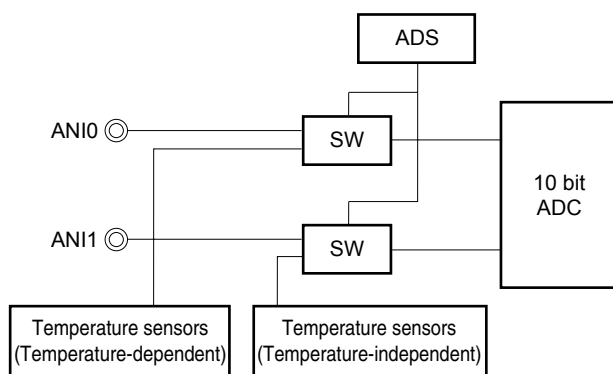 ADS
ANI0
SW
10 bit
ADC
ANI1
SW
Temperature sensors
(Temperature-dependent)
Temperature sensors
(Temperature-independent)